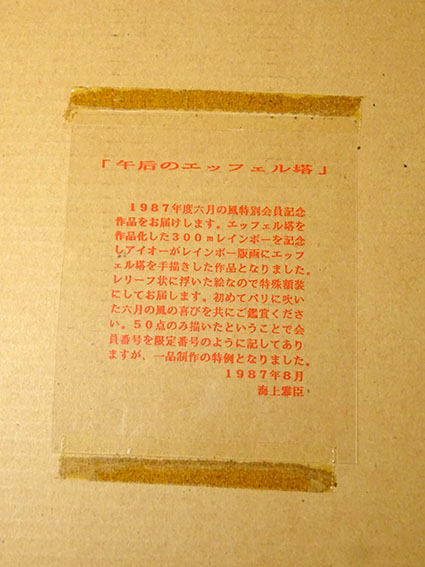 「午后のエッフェル塔」
1987年度六月の風特別会員記念
作品をお届けします。エッフェル塔を
作品化した300mレインボーを記念
しアイオーがレインボー版画にエッフ
ェル塔を手描きした作品となりました。
レリーフ状に浮いた絵なので特殊額装
にしてお届します。初めてパリに吹い
た六月の風の喜びを共にご鑑賞くださ
い。50点のみ描いたということで会
員番号を限定番号のように記してあり
ますが、一品制作の特例となりました。
1987年8月
海上雅臣